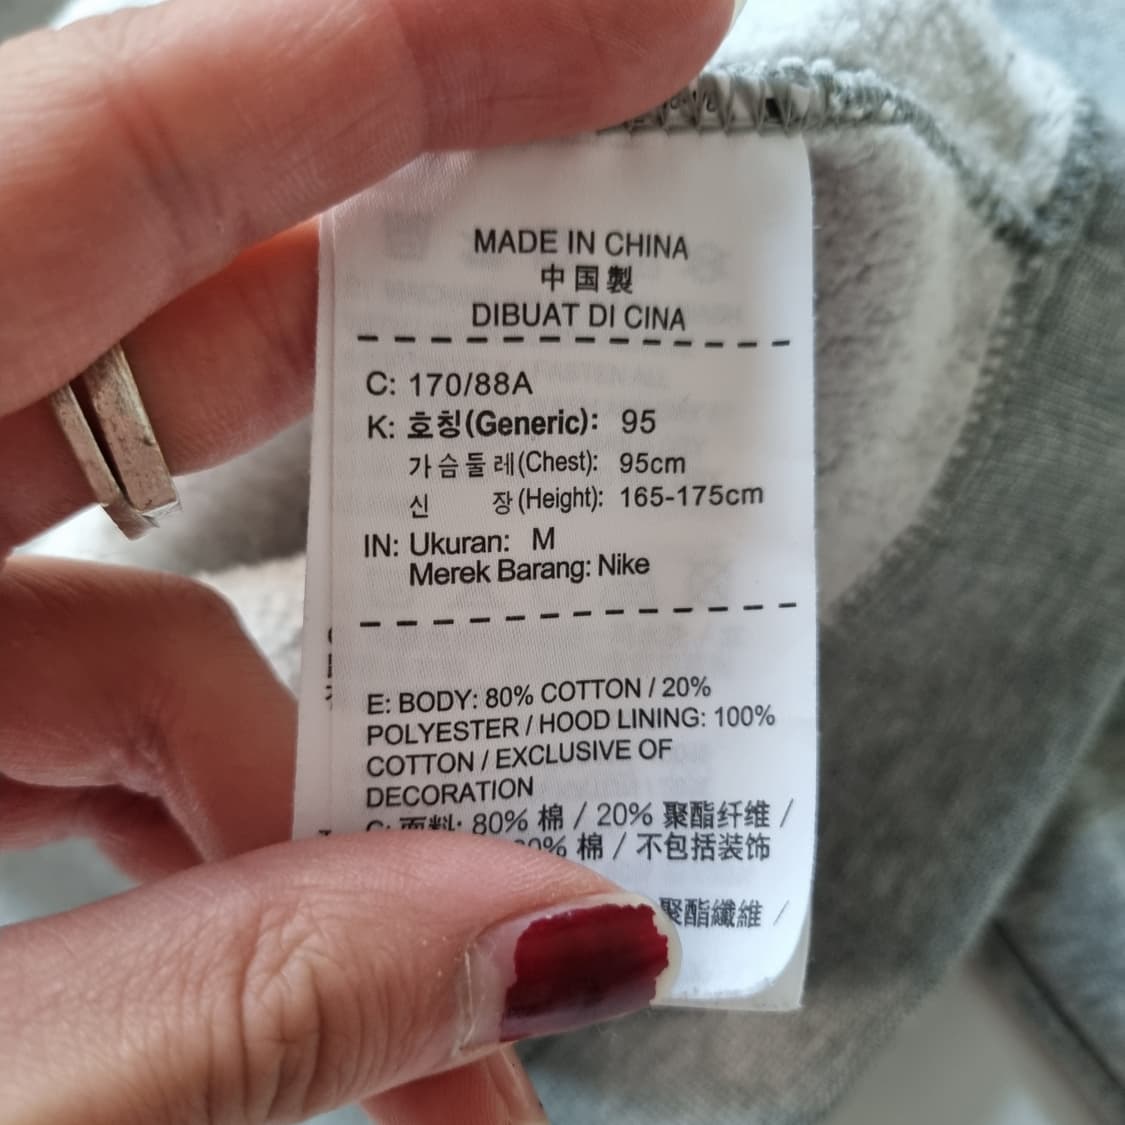 MADE IN CHINA
中国製
DIBUAT DI CINA
C: 170/88A
K: 호칭(Generic): 95
가슴둘레(Chest): 95cm
신 장(Height): 165-175cm
IN: Ukuran: M
Merek Barang: Nike
E: BODY: 80% COTTON / 20%
POLYESTER / HOOD LINING: 100%
COTTON / EXCLUSIVE OF
DECORATION
C: 面料: 80% 棉 / 20% 聚酯纤维 /
棉 / 不包括装饰
聚酯纖維 /